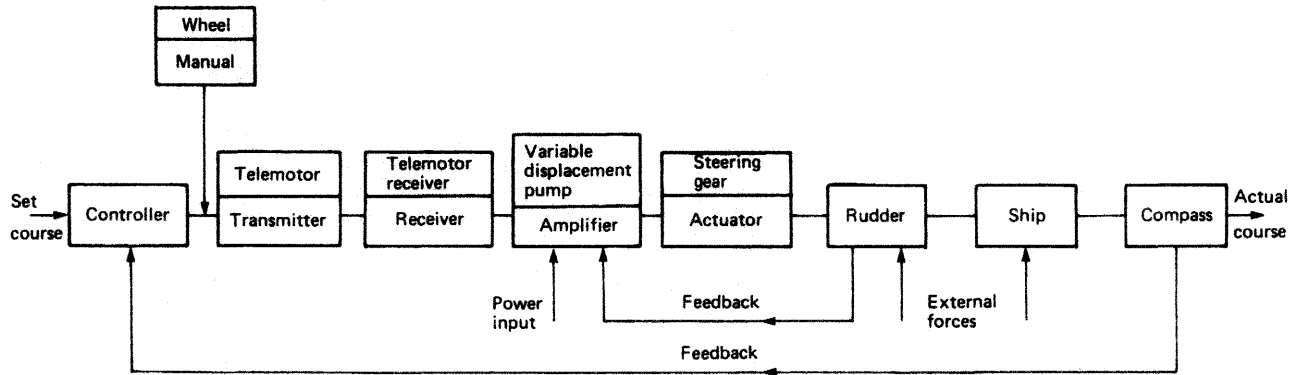 Wheel
Manual
Set
course
Controller
Telemotor
Transmitter
Telemotor
receiver
Receiver
Variable
displacement
pump
Amplifier
Steering
gear
Actuator
Rudder
Ship
Compass
Actual
course
Power
input
Feedback
External
forces
Feedback